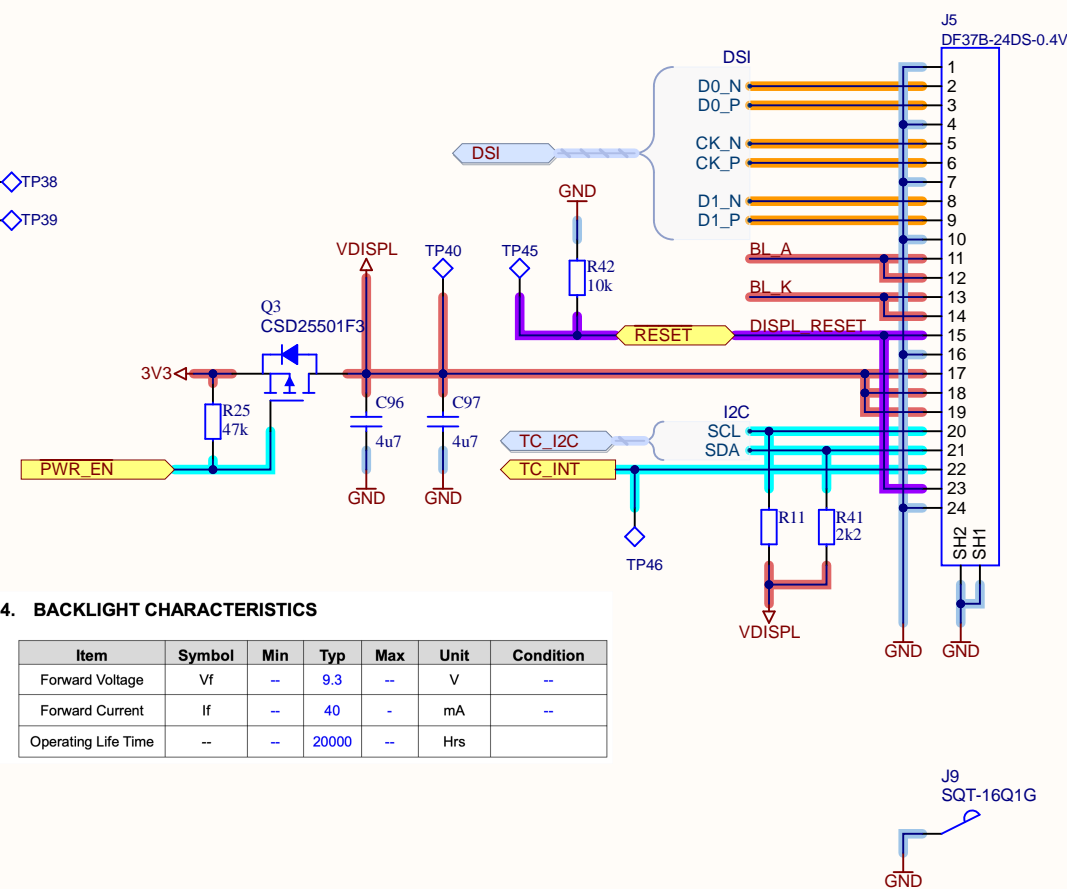 J5
DF37B-24DS-0.4V
DSI
D0_N
D0_P
CK_N
CK_P
D1_N
D1_P
DSI
1
2
3
4
5
6
7
8
9
10
11
12
13
14
15
16
17
18
19
20
21
22
23
24
SH2
SH1
TP38
TP39
GND
VDISPL
TP40
TP45
R42
10k
BL_A
BL_K
RESET
DISPL_RESET
Q3
CSD25501F3
3V3
R25
47k
PWR_EN
C96
4u7
C97
4u7
GND
GND
I2C
SCL
SDA
TC_I2C
TC_INT
TP46
R11
R41
2k2
VDISPL
GND
GND
4. BACKLIGHT CHARACTERISTICS
Item Symbol Min Typ Max Unit Condition
Forward Voltage Vf -- 9.3 -- V --
Forward Current If -- 40 - mA --
Operating Life Time -- -- 20000 -- Hrs
J9
SQT-16Q1G
GND